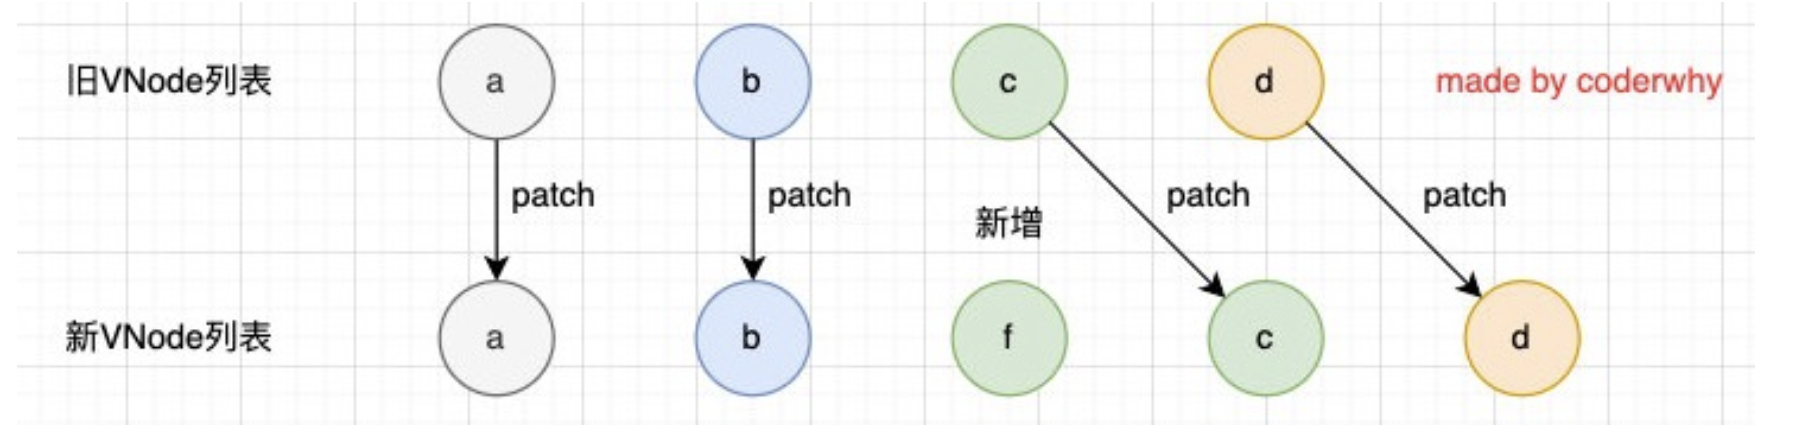 旧VNode列表 a b c d made by coderwhy
patch patch patch patch
新增
新VNode列表 a b f c d